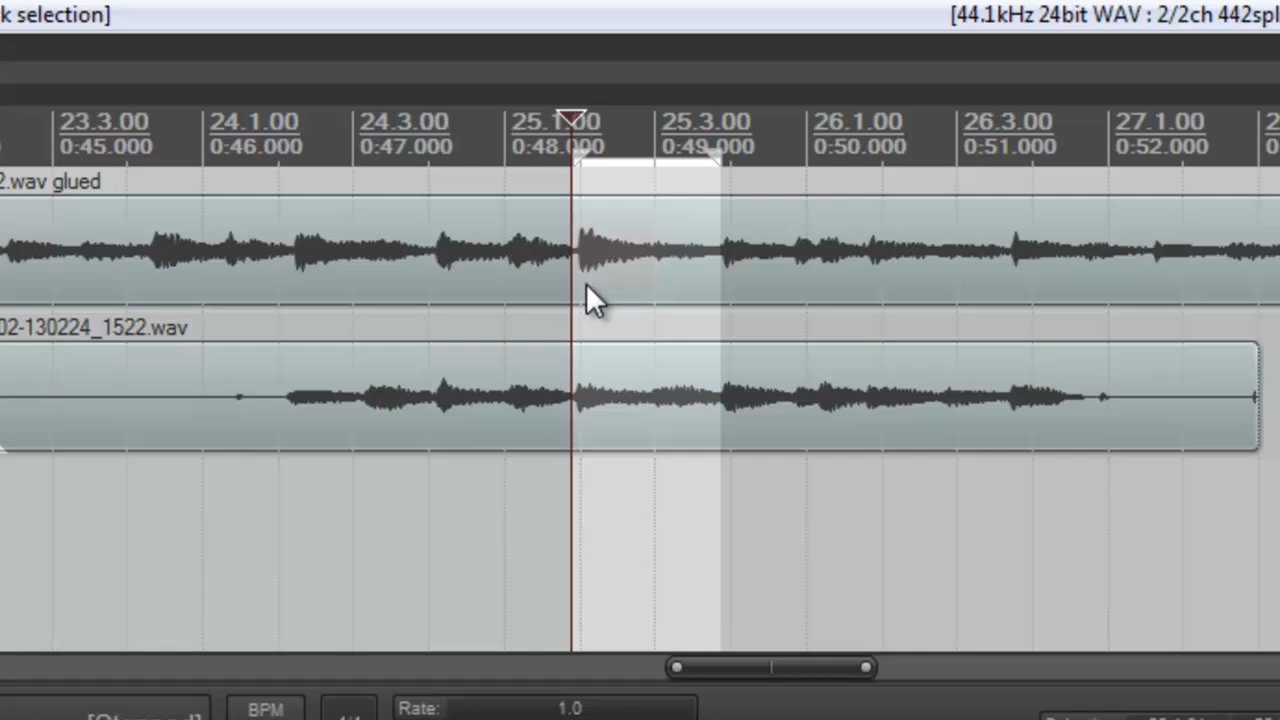 k selection]
[44.1kHz 24bit WAV : 2/2ch 442spl
23.3.00 24.1.00 24.3.00 25.1.00 25.3.00 26.1.00 26.3.00 27.1.00
0:45.000 0:46.000 0:47.000 0:48.000 0:49.000 0:50.000 0:51.000 0:52.000
2.wav glued
02-130224_1522.wav
BPM
Rate: 1.0